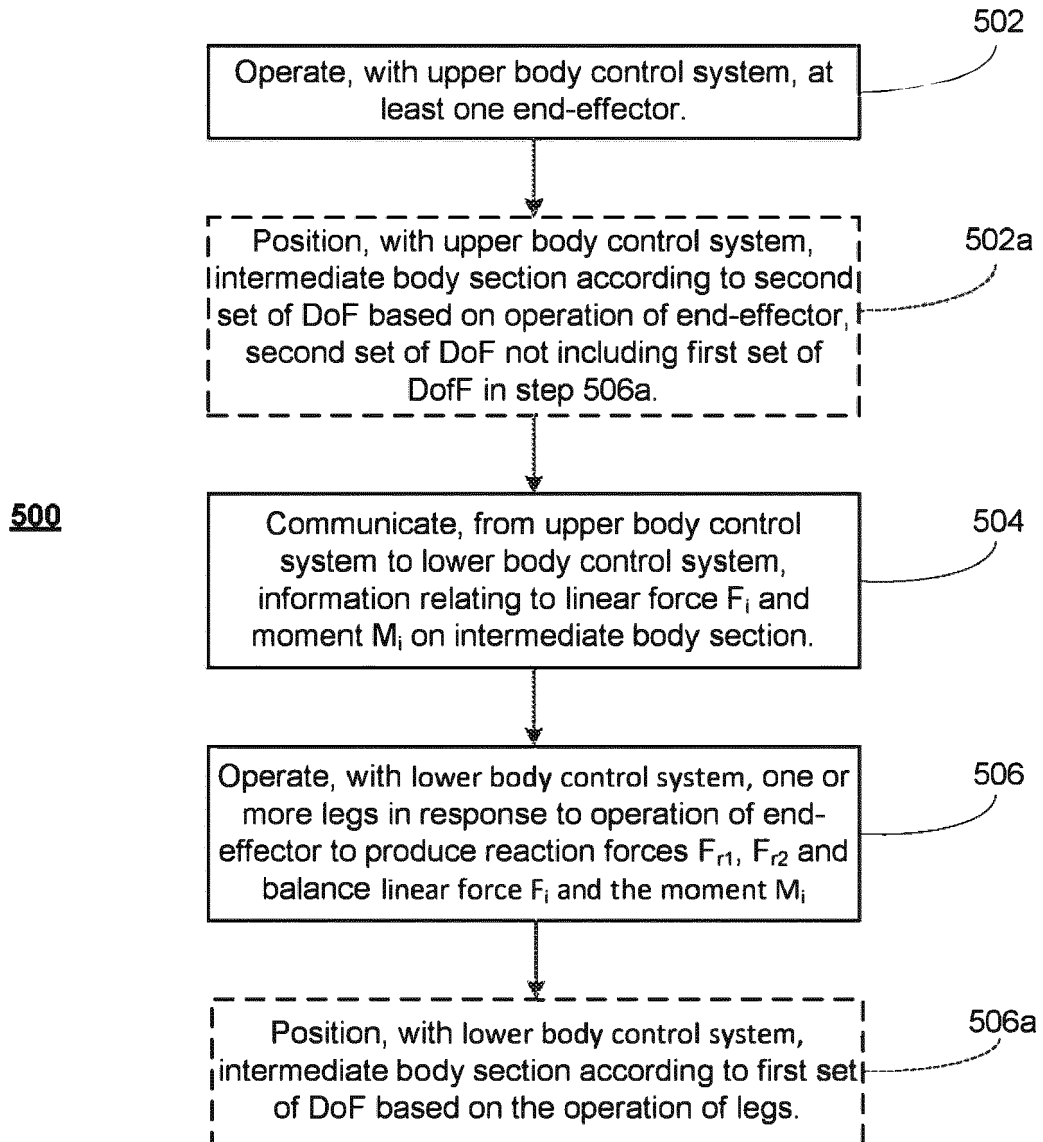 502
Operate, with upper body control system, at
least one end-effector.
502a
Position, with upper body control system,
intermediate body section according to second
set of DoF based on operation of end-effector,
second set of DoF not including first set of
DofF in step 506a.
500
504
Communicate, from upper body control
system to lower body control system,
information relating to linear force Fi and
moment Mi on intermediate body section.
506
Operate, with lower body control system, one or
more legs in response to operation of end-
effector to produce reaction forces Fr1, Fr2 and
balance linear force Fi and the moment Mi
506a
Position, with lower body control system,
intermediate body section according to first set
of DoF based on the operation of legs.